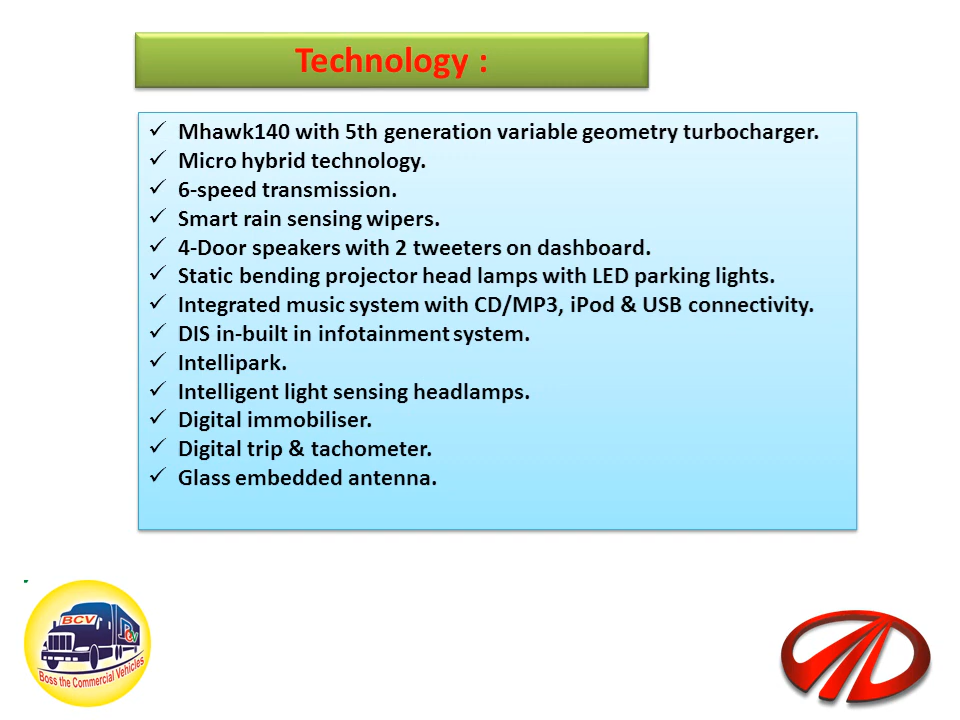 Technology :
✓ Mhawk140 with 5th generation variable geometry turbocharger.
✓ Micro hybrid technology.
✓ 6-speed transmission.
✓ Smart rain sensing wipers.
✓ 4-Door speakers with 2 tweeters on dashboard.
✓ Static bending projector head lamps with LED parking lights.
✓ Integrated music system with CD/MP3, iPod & USB connectivity.
✓ DIS in-built in infotainment system.
✓ Intellipark.
✓ Intelligent light sensing headlamps.
✓ Digital immobiliser.
✓ Digital trip & tachometer.
✓ Glass embedded antenna.
BCV
Boss the Commercial Vehicles